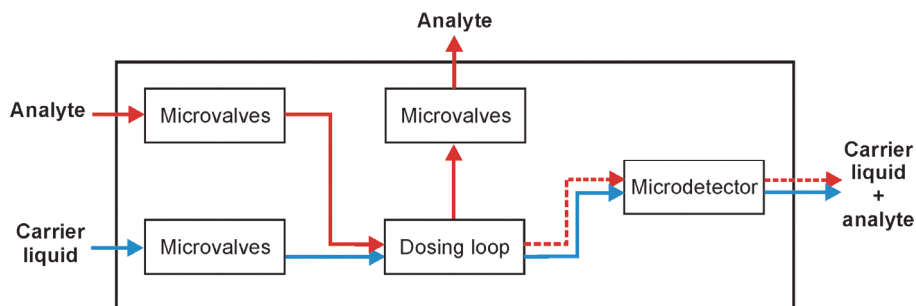 Analyte
Analyte
Microvalves
Microvalves
Microdetector
Carrier
liquid
+
analyte
Carrier
liquid
Microvalves
Dosing loop